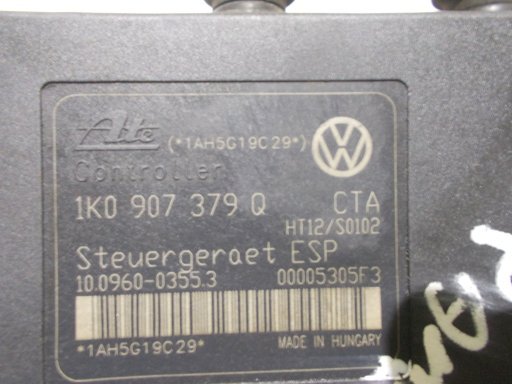 Ate (*1AH5G19C29*)
Controller
1K0 907 379 Q CTA
HT12/S0102
Steuergeraet ESP
10.0960-0355.3 00005305F3
*1AH5G19C29* MADE IN HUNGARY